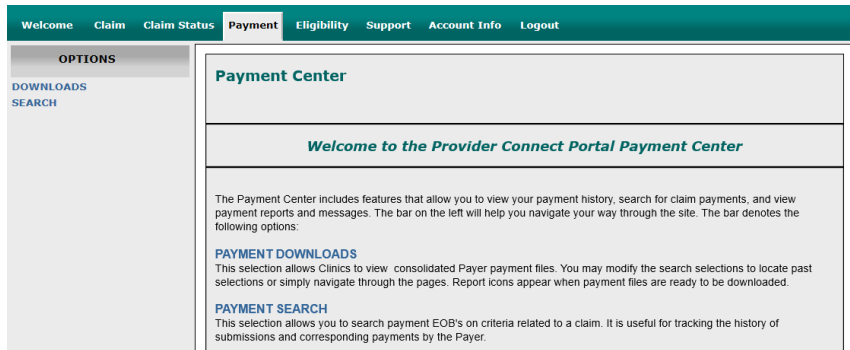 Welcome Claim Claim Status Payment Eligibility Support Account Info Logout
OPTIONS
DOWNLOADS
SEARCH
Payment Center
Welcome to the Provider Connect Portal Payment Center
The Payment Center includes features that allow you to view your payment history, search for claim payments, and view
payment reports and messages. The bar on the left will help you navigate your way through the site. The bar denotes the
following options:
PAYMENT DOWNLOADS
This selection allows Clinics to view consolidated Payer payment files. You may modify the search selections to locate past
selections or simply navigate through the pages. Report icons appear when payment files are ready to be downloaded.
PAYMENT SEARCH
This selection allows you to search payment EOB's on criteria related to a claim. It is useful for tracking the history of
submissions and corresponding payments by the Payer.